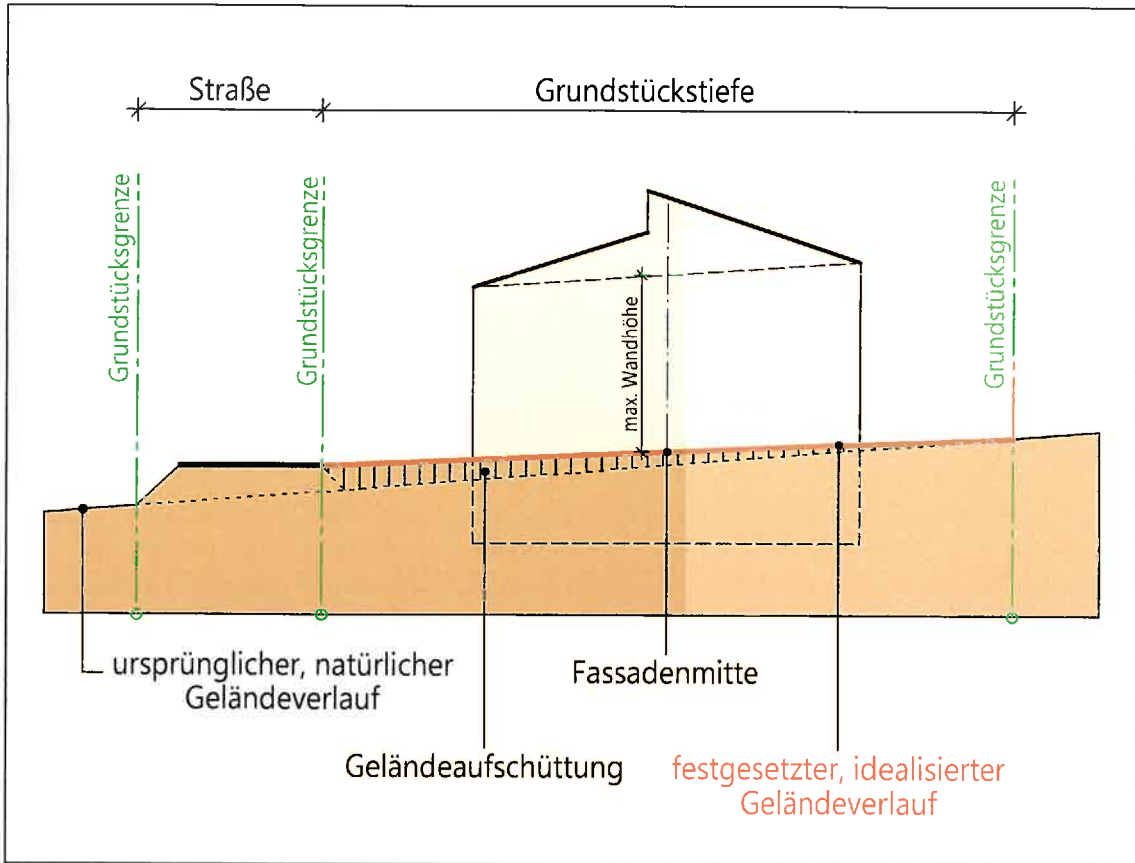 Straße
Grundstückstiefe
Grundstücksgrenze
Grundstücksgrenze
Grundstücksgrenze
max. Wandhöhe
ursprünglicher, natürlicher
Geländeverlauf
Fassadenmitte
Geländeaufschüttung
festgesetzter, idealisierter
Geländeverlauf